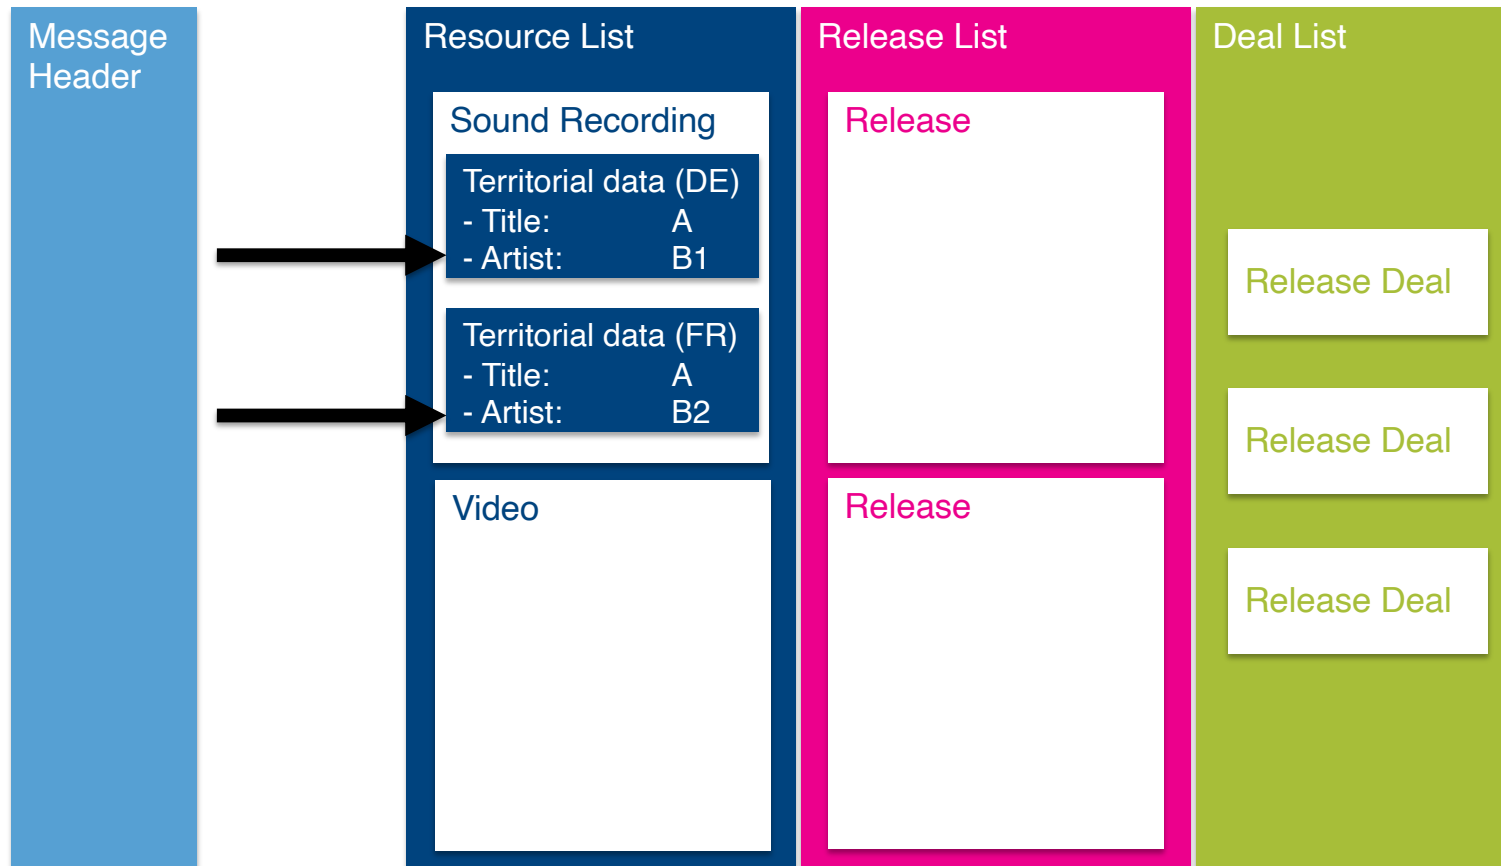 Message
Header
Resource List
Sound Recording
Territorial data (DE)
- Title: A
- Artist: B1
Territorial data (FR)
- Title: A
- Artist: B2
Video
Release List
Release
Release
Deal List
Release Deal
Release Deal
Release Deal